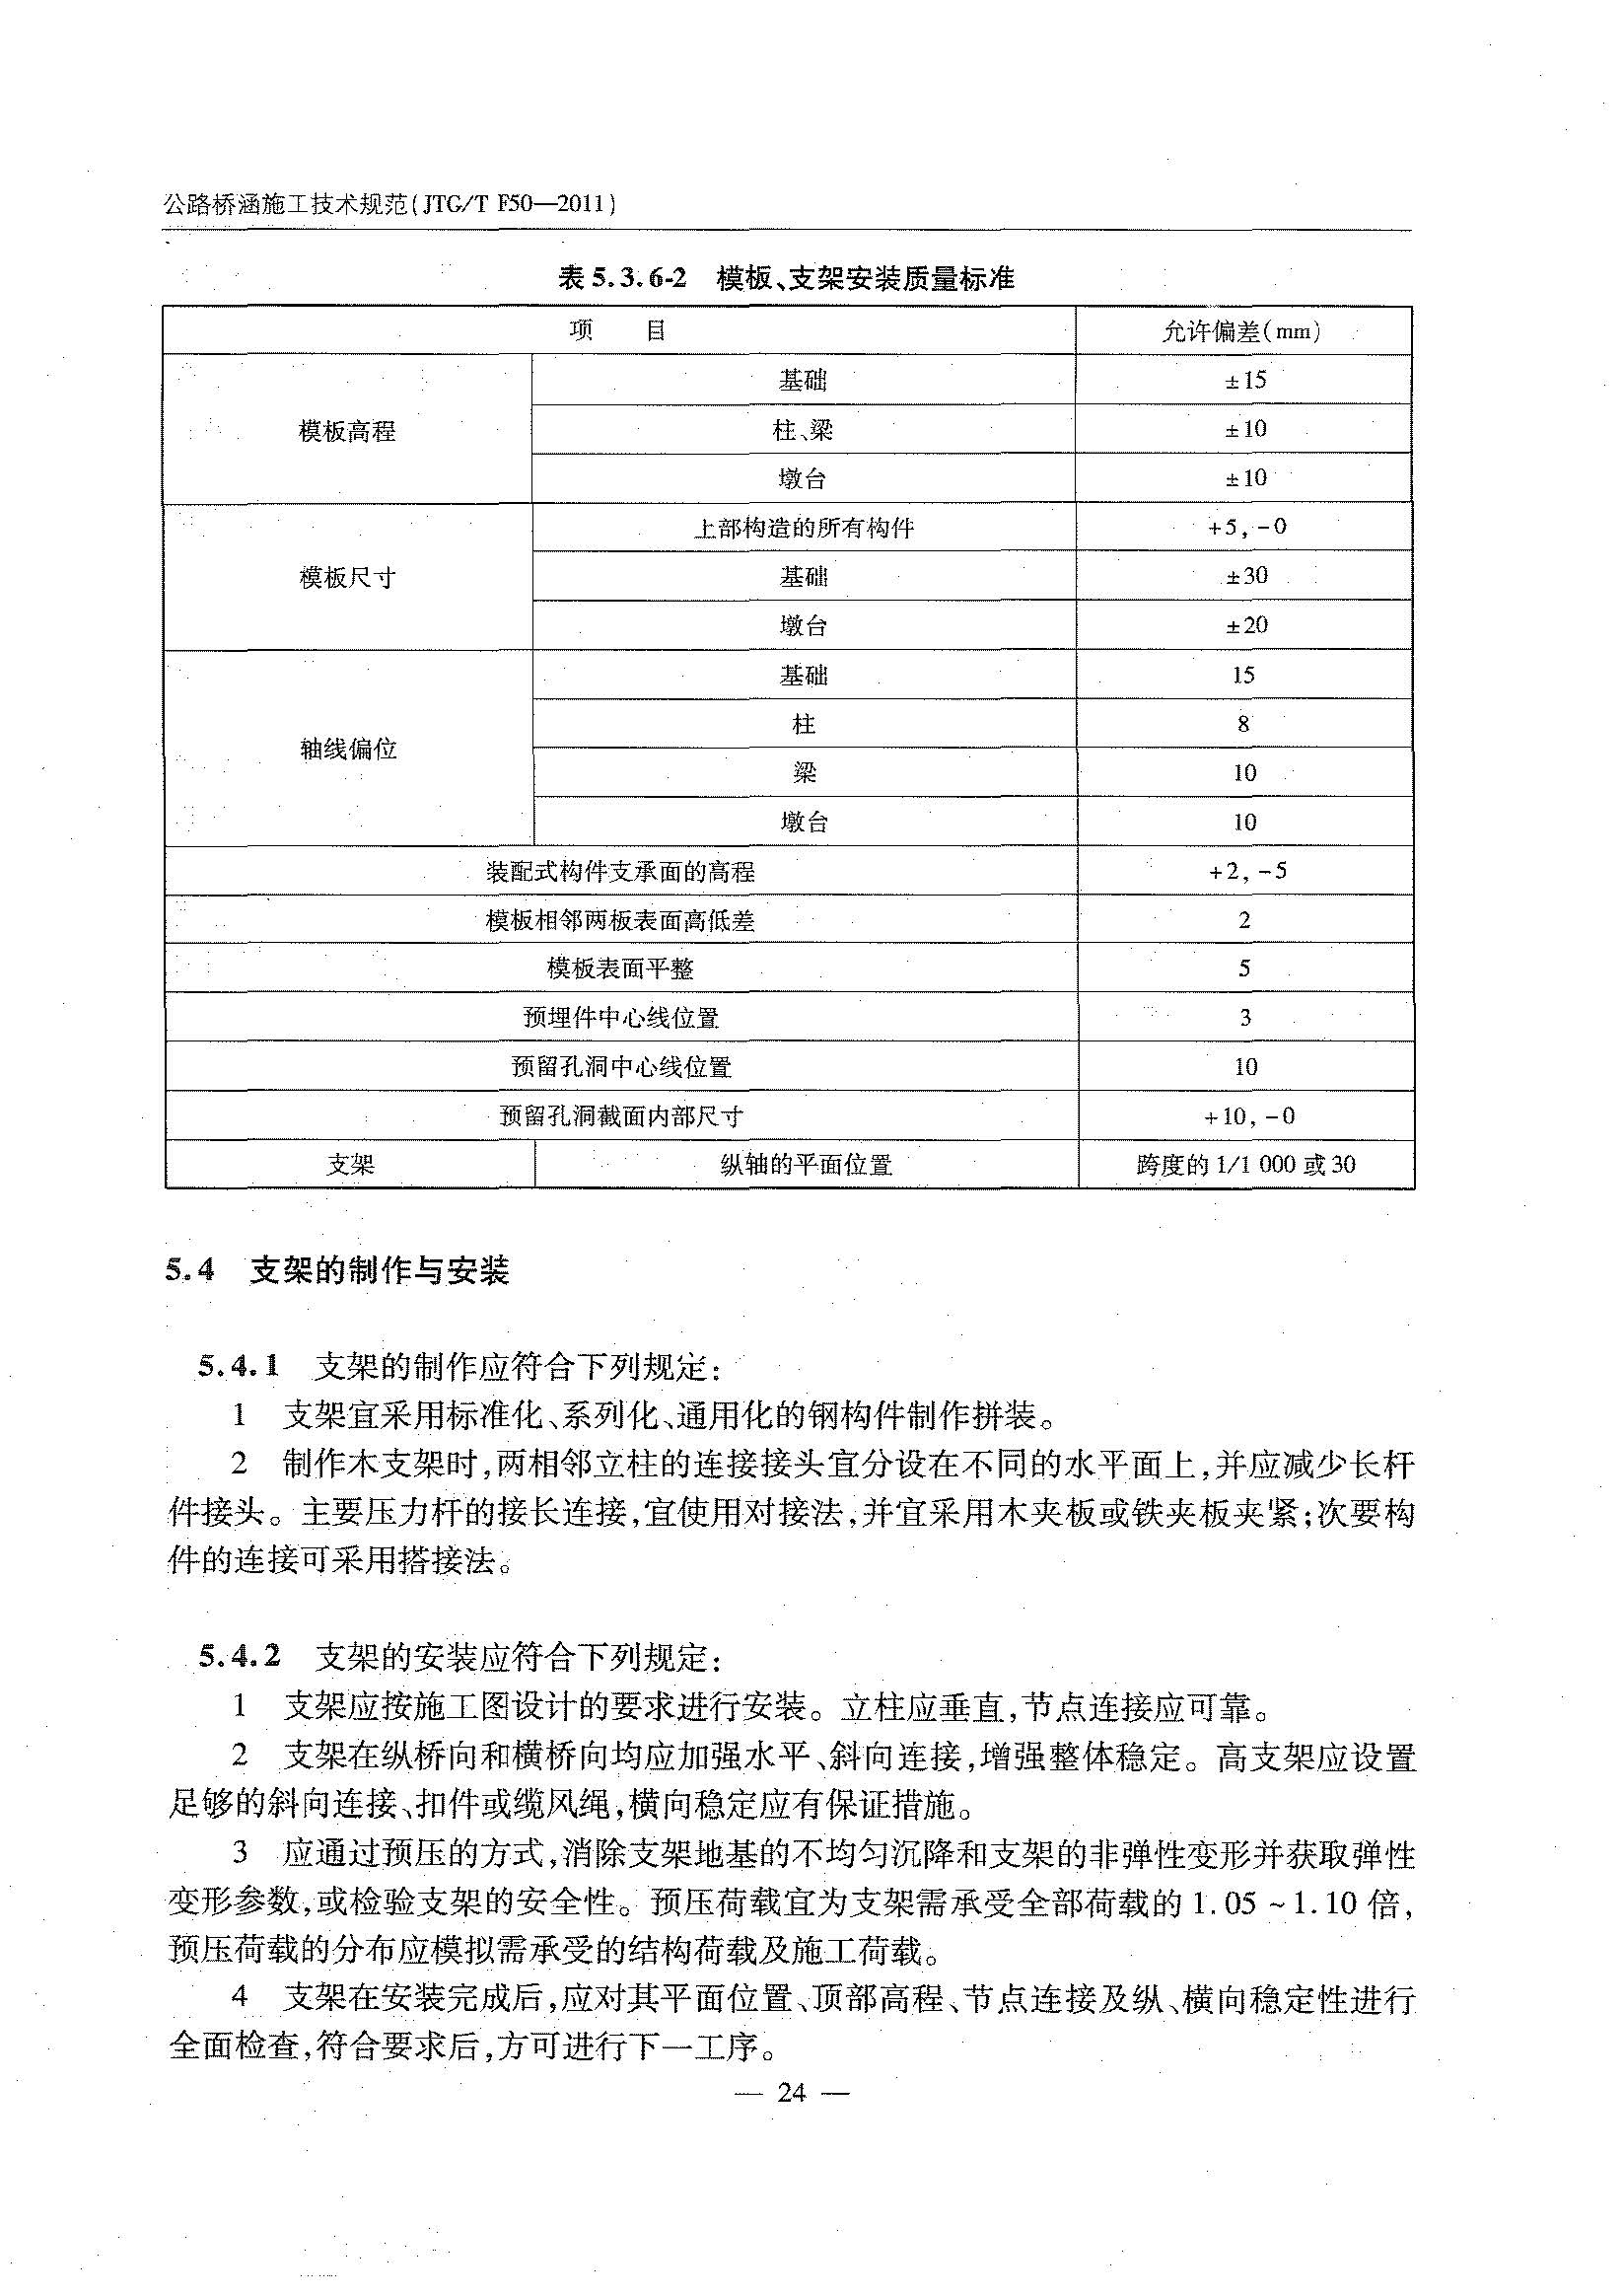 公路桥涵施工技术规范(JTG/T F50—2011)
表 5.3.6-2 模板、支架安装质量标准
项 目 允许偏差(mm)
模板高程 基础 ±15
柱、梁 ±10
墩台 ±10
模板尺寸 上部构造的所有构件 +5,-0
基础 ±30
墩台 ±20
轴线偏位 基础 15
柱 8
梁 10
墩台 10
装配式构件支承面的高程 +2,-5
模板相邻两板表面高低差 2
模板表面平整 5
预埋件中心线位置 3
预留孔洞中心线位置 10
预留孔洞截面内部尺寸 +10,-0
支架 纵轴的平面位置 跨度的 1/1 000 或 30
5.4 支架的制作与安装
5.4.1 支架的制作应符合下列规定:
1 支架宜采用标准化、系列化、通用化的钢构件制作拼装。
2 制作木支架时,两相邻立柱的连接接头宜分设在不同的水平面上,并应减少长杆
件接头。主要压力杆的接长连接,宜使用对接法,并宜采用木夹板或铁夹板夹紧;次要构
件的连接可采用搭接法。
5.4.2 支架的安装应符合下列规定:
1 支架应按施工图设计的要求进行安装。立柱应垂直,节点连接应可靠。
2 支架在纵桥向和横桥向均应加强水平、斜向连接,增强整体稳定。高支架应设置
足够的斜向连接、扣件或缆风绳,横向稳定应有保证措施。
3 应通过预压的方式,消除支架地基的不均匀沉降和支架的非弹性变形并获取弹性
变形参数,或检验支架的安全性。预压荷载宜为支架需承受全部荷载的 1.05 ~ 1.10 倍,
预压荷载的分布应模拟需承受的结构荷载及施工荷载。
4 支架在安装完成后,应对其平面位置、顶部高程、节点连接及纵、横向稳定性进行
全面检查,符合要求后,方可进行下一工序。
— 24 —